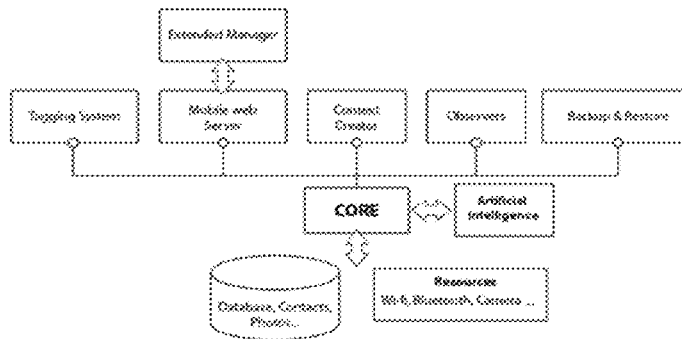 Extended Manager
Tagging System
Mobile web
Server
Context
Creator
Observers
Backup & Restore
CORE
Artificial
Intelligence
Database, Contacts,
Photos...
Resources
Wi-fi, Bluetooth, Camera ...